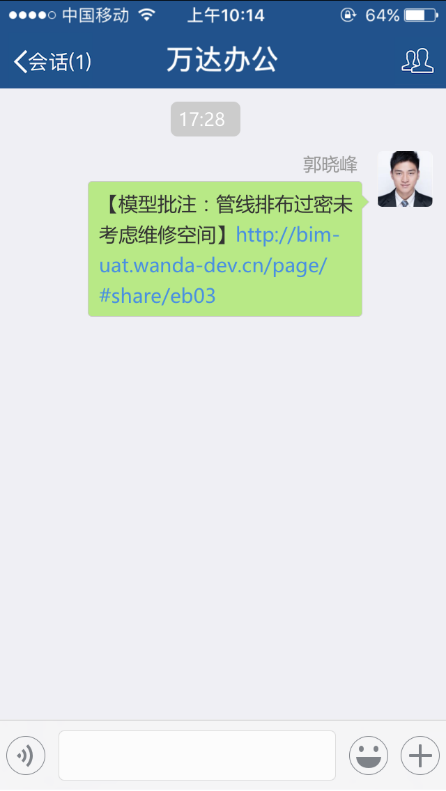 中国移动 上午10:14 64%
会话(1) 万达办公
17:28
郭晓峰
【模型批注：管线排布过密未
考虑维修空间】http://bim-
uat.wanda-dev.cn/page/
#share/eb03